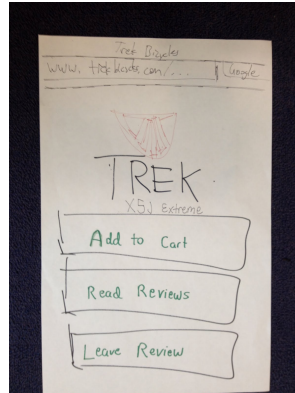 Trek Bicycles
www. trekbikes.com/... Google
TREK
X5J Extreme
Add to Cart
Read Reviews
Leave Review